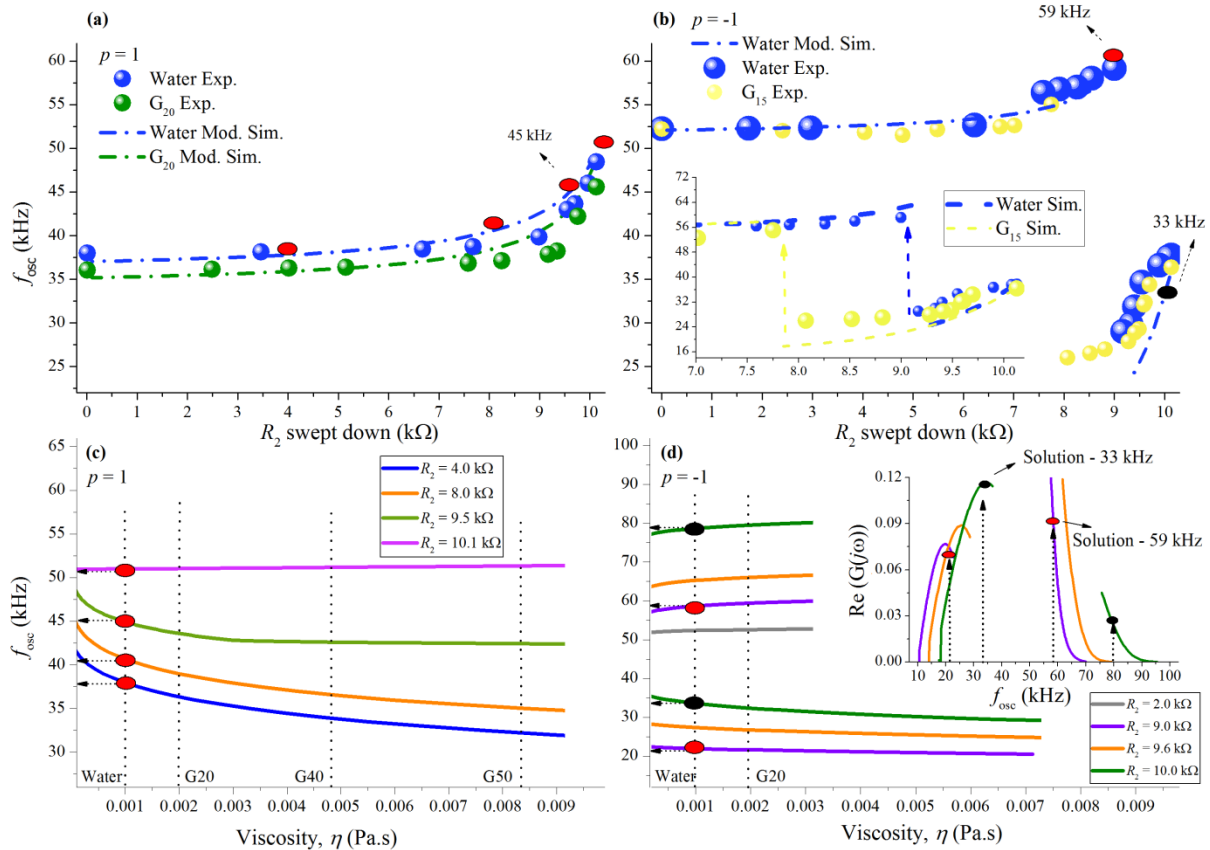 (a)
p = 1
Water Exp.
G20 Exp.
Water Mod. Sim.
G20 Mod. Sim.
45 kHz
65
60
55
50
45
40
35
30
25
fosc (kHz)
0 1 2 3 4 5 6 7 8 9 10
R2 swept down (kΩ)
(b)
p = -1
Water Mod. Sim.
Water Exp.
G15 Exp.
59 kHz
33 kHz
65
60
55
50
45
40
35
30
25
72
64
56
48
40
32
24
16
7.0 7.5 8.0 8.5 9.0 9.5 10.0
Water Sim.
G15 Sim.
0 1 2 3 4 5 6 7 8 9 10
R2 swept down (kΩ)
(c)
p = 1
R2 = 4.0 kΩ
R2 = 8.0 kΩ
R2 = 9.5 kΩ
R2 = 10.1 kΩ
65
60
55
50
45
40
35
30
fosc (kHz)
Water G20 G40 G50
0.001 0.002 0.003 0.004 0.005 0.006 0.007 0.008 0.009
Viscosity, η (Pa.s)
(d)
p = -1
100
90
80
70
60
50
40
30
20
Water G20
0.12
0.09
0.06
0.03
0.00
Re (G(jω))
Solution - 33 kHz
Solution - 59 kHz
10 20 30 40 50 60 70 80 90 100
fosc (kHz)
R2 = 2.0 kΩ
R2 = 9.0 kΩ
R2 = 9.6 kΩ
R2 = 10.0 kΩ
0.001 0.002 0.003 0.004 0.005 0.006 0.007 0.008 0.009
Viscosity, η (Pa.s)